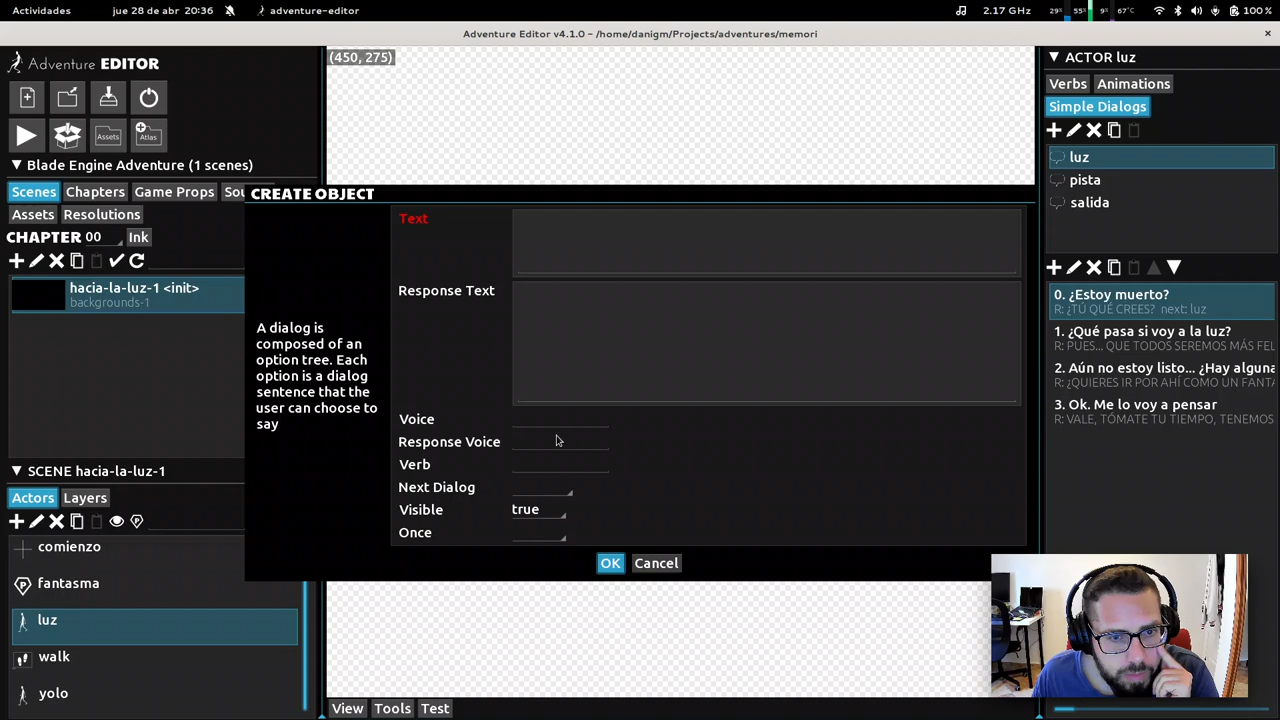 Actividades
jue 28 de abr 20:36
adventure-editor
29%
55%
9%
67°C
2.17 GHz
100 %
Adventure Editor v4.1.0 - /home/danigm/Projects/adventures/memori
Adventure EDITOR
Assets
Atlas
Blade Engine Adventure (1 scenes)
Scenes
Chapters
Game Props
Sou
Assets
Resolutions
CHAPTER 00
Ink
hacia-la-luz-1 <init>
backgrounds-1
SCENE hacia-la-luz-1
Actors
Layers
comienzo
fantasma
luz
walk
yolo
(450, 275)
CREATE OBJECT
A dialog is
composed of an
option tree. Each
option is a dialog
sentence that the
user can choose to
say
Text
Response Text
Voice
Response Voice
Verb
Next Dialog
Visible
true
Once
OK
Cancel
View
Tools
Test
ACTOR luz
Verbs
Animations
Simple Dialogs
luz
pista
salida
0. ¿Estoy muerto?
R: ¿TÚ QUÉ CREES? next: luz
1. ¿Qué pasa si voy a la luz?
R: PUES... QUE TODOS SEREMOS MÁS FEL
2. Aún no estoy listo... ¿Hay alguna
R: ¿QUIERES IR POR AHÍ COMO UN FANTA
3. Ok. Me lo voy a pensar
R: VALE, TÓMATE TU TIEMPO, TENEMOS